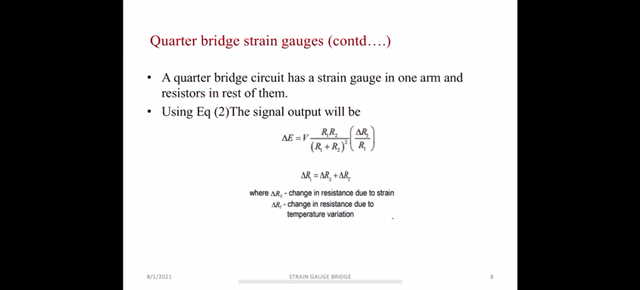 Quarter bridge strain gauges (contd….)
• A quarter bridge circuit has a strain gauge in one arm and
resistors in rest of them.
• Using Eq (2)The signal output will be
ΔE = V R₁R₂ / (R₁ + R₂)² (ΔR₁ / R₁)
ΔR₁ = ΔRₛ + ΔR_T
where ΔRₛ - change in resistance due to strain
ΔR_T - change in resistance due to
temperature variation
8/1/2021 STRAIN GAUGE BRIDGE 8